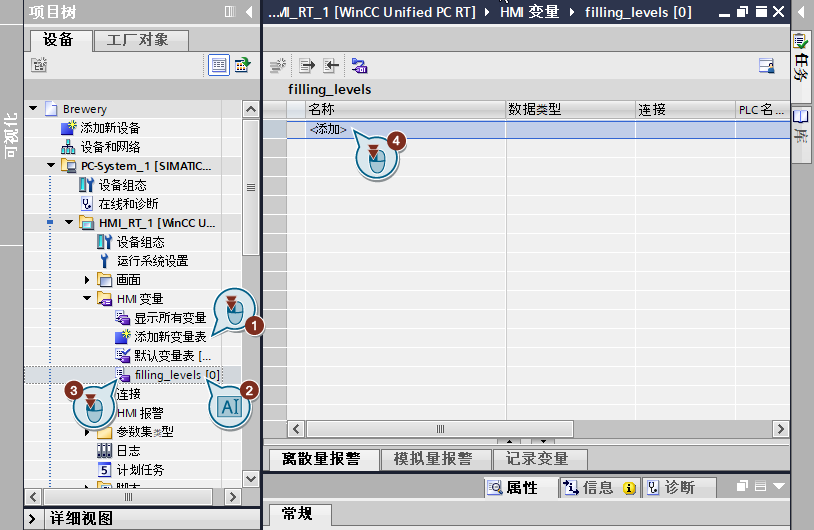 项目树
设备
工厂对象
可视化
Brewery
添加新设备
设备和网络
PC-System_1 [SIMATIC...
设备组态
在线和诊断
HMI_RT_1 [WinCC U...
设备组态
运行系统设置
画面
HMI 变量
显示所有变量
添加新变量表
默认变量表 [...
filling_levels [0]
连接
HMI 报警
参数集类型
日志
计划任务
脚本
详细视图
1
2
AI
3
...MI_RT_1 [WinCC Unified PC RT] HMI 变量 filling_levels [0]
filling_levels
名称 数据类型 连接 PLC 名...
<添加>
4
离散量报警 模拟量报警 记录变量
属性 信息 诊断
常规
任务
库